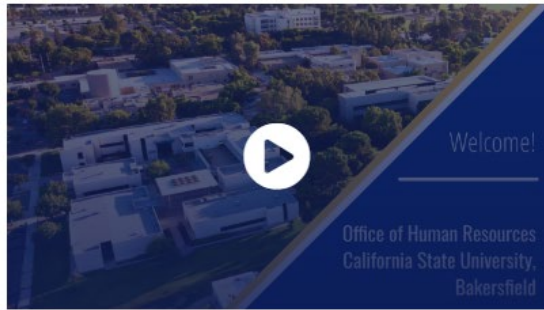 Welcome!
Office of Human Resources
California State University,
Bakersfield